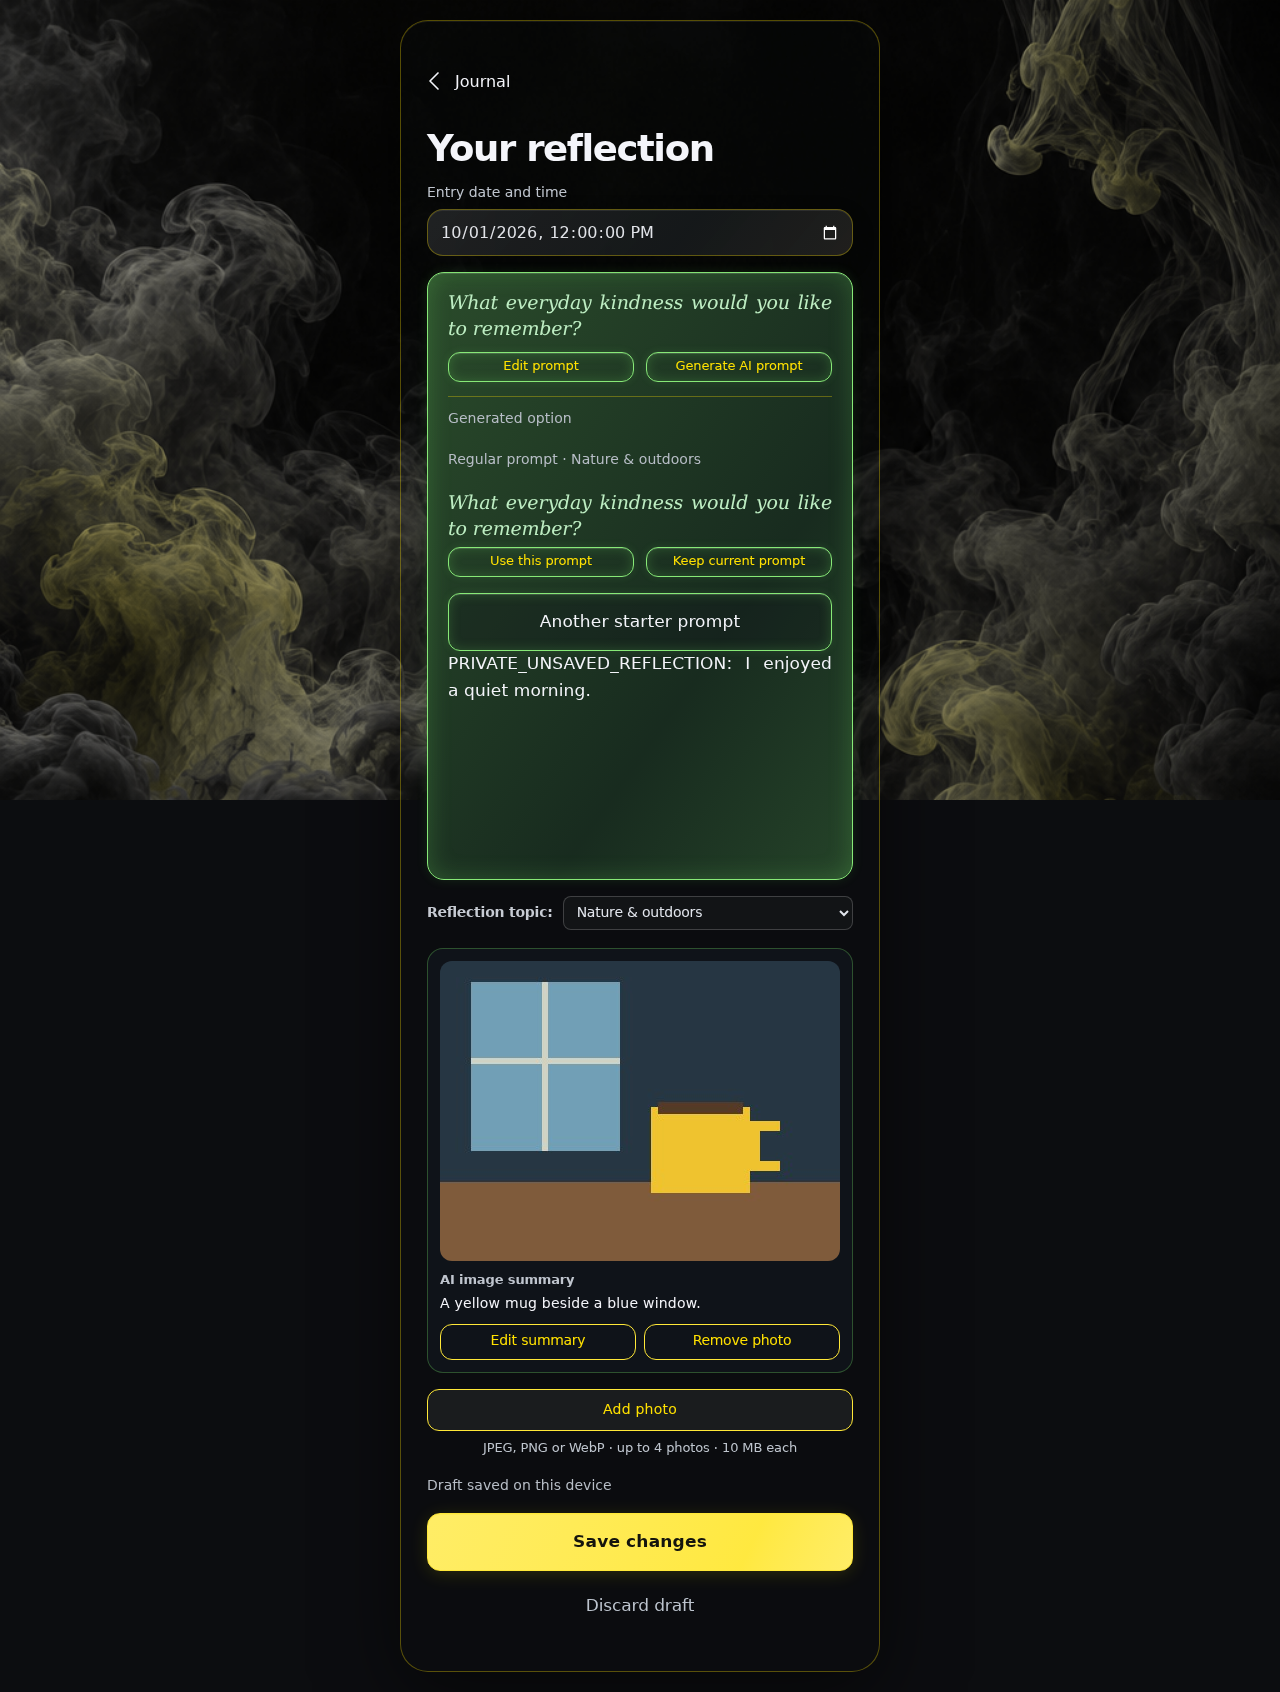 Journal
Your reflection
Entry date and time
10/01/2026, 12:00:00 PM
What everyday kindness would you like
to remember?
Edit prompt
Generate AI prompt
Generated option
Regular prompt · Nature & outdoors
What everyday kindness would you like
to remember?
Use this prompt
Keep current prompt
Another starter prompt
PRIVATE_UNSAVED_REFLECTION: I enjoyed
a quiet morning.
Reflection topic:
Nature & outdoors
AI image summary
A yellow mug beside a blue window.
Edit summary
Remove photo
Add photo
JPEG, PNG or WebP · up to 4 photos · 10 MB each
Draft saved on this device
Save changes
Discard draft